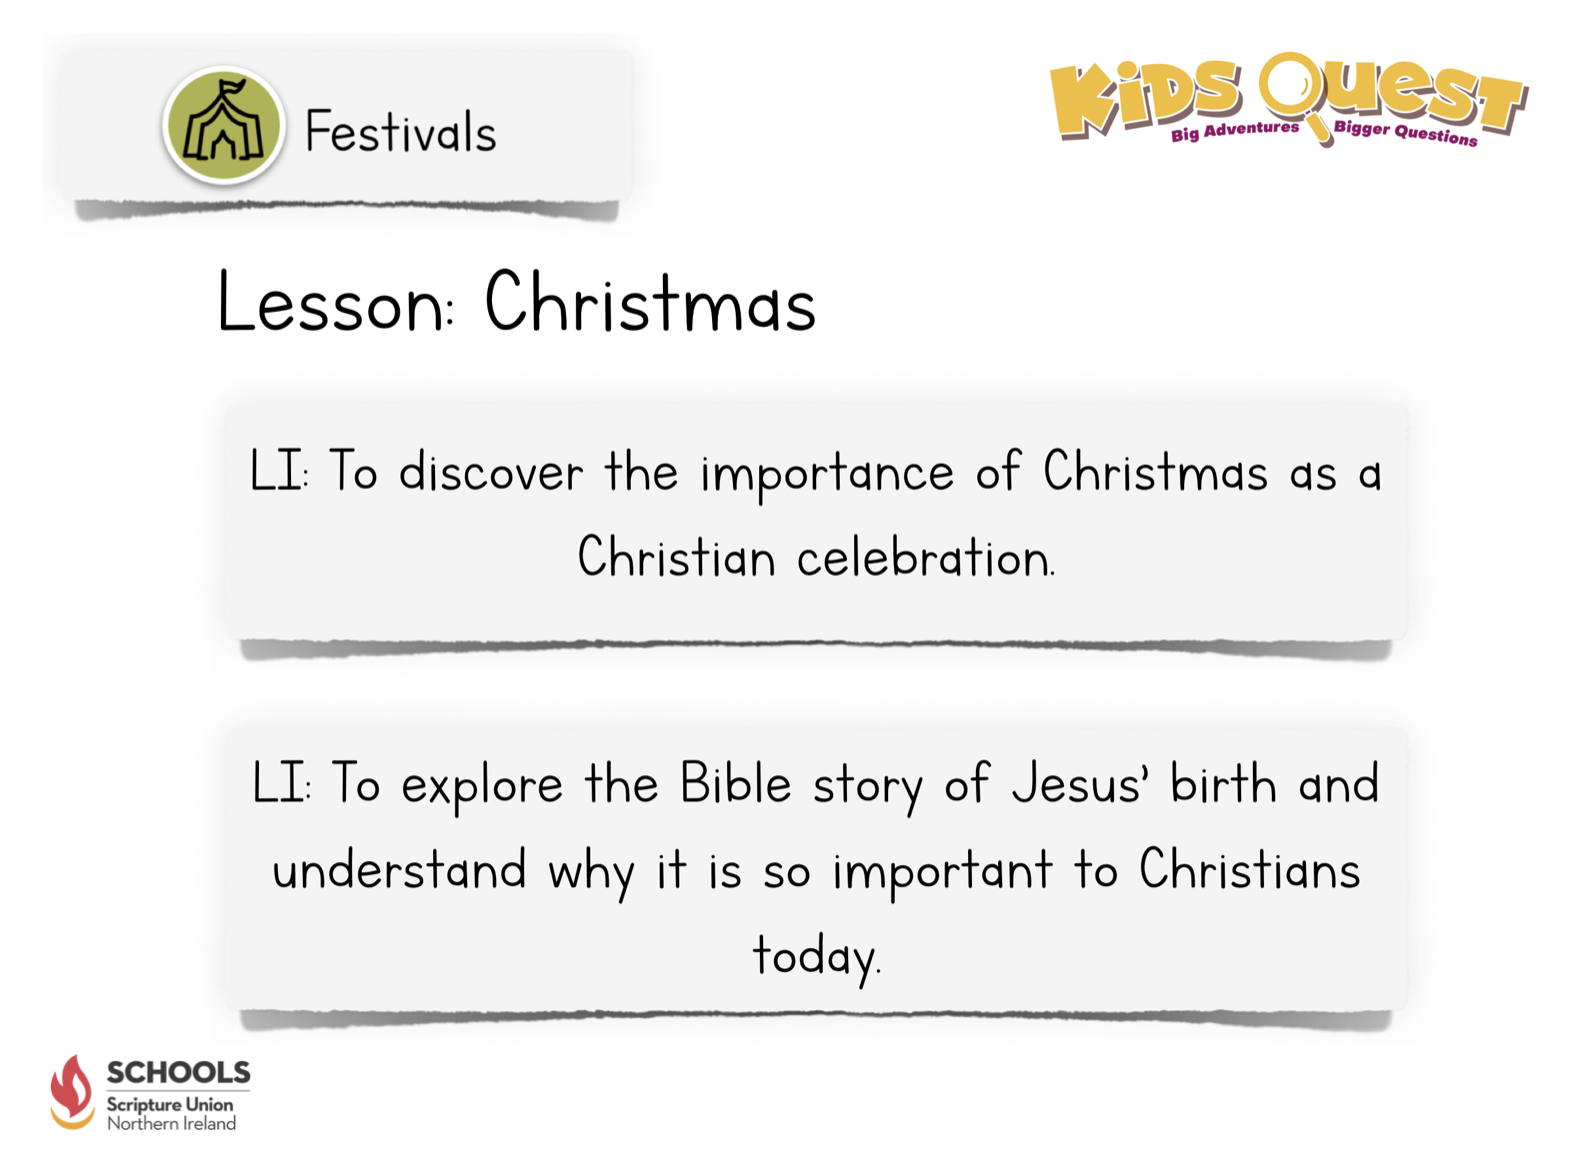 Festivals
KiDS QUEST
Big Adventures Bigger Questions
Lesson: Christmas
LI: To discover the importance of Christmas as a
Christian celebration.
LI: To explore the Bible story of Jesus’ birth and
understand why it is so important to Christians
today.
SCHOOLS
Scripture Union
Northern Ireland